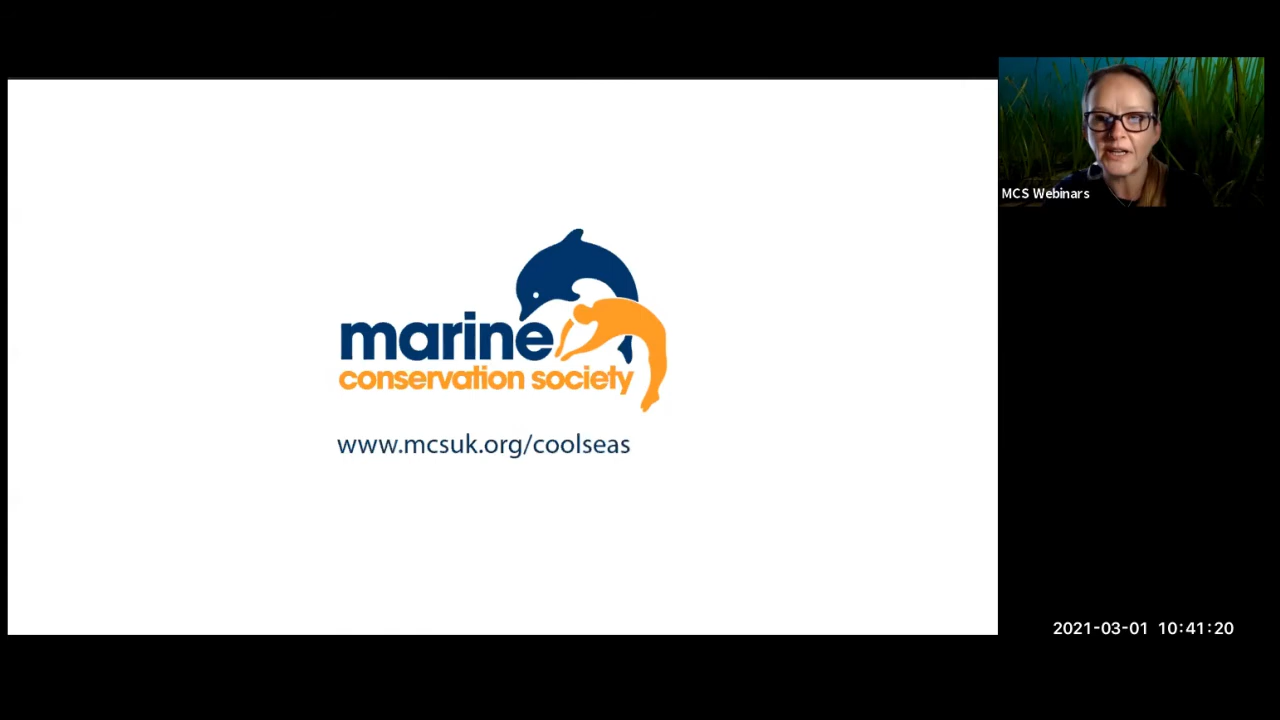 marine
conservation society
www.mcsuk.org/coolseas
MCS Webinars
2021-03-01 10:41:20